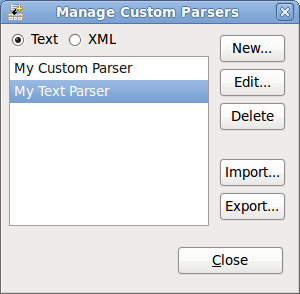 Manage Custom Parsers
Text XML
My Custom Parser
My Text Parser
New...
Edit...
Delete
Import...
Export...
Close